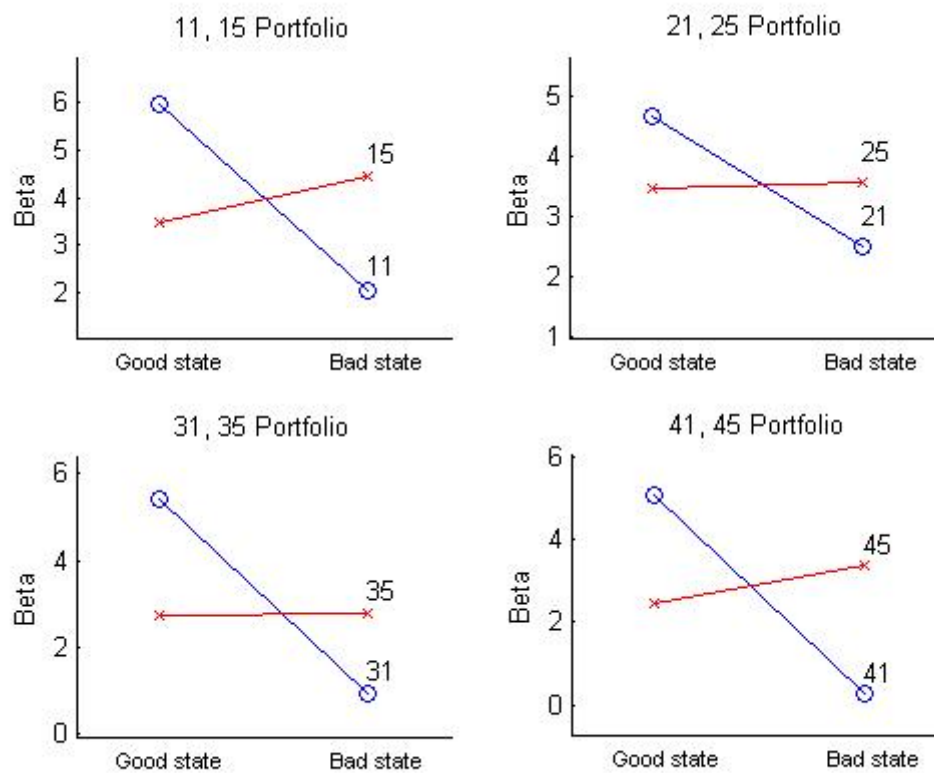 11, 15 Portfolio
6
5
4
3
2
Beta
15
11
Good state
Bad state
21, 25 Portfolio
5
4
3
2
1
Beta
25
21
Good state
Bad state
31, 35 Portfolio
6
4
2
0
Beta
35
31
Good state
Bad state
41, 45 Portfolio
6
4
2
0
Beta
45
41
Good state
Bad state